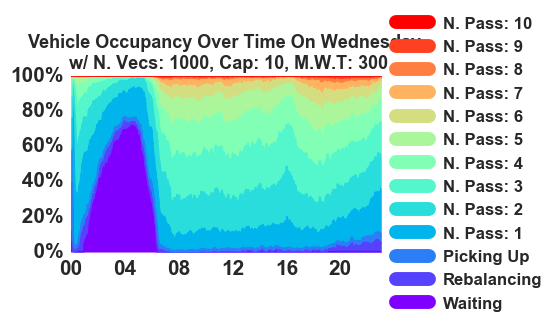 Vehicle Occupancy Over Time On Wednesday
w/ N. Vecs: 1000, Cap: 10, M.W.T: 300
100%
80%
60%
40%
20%
0%
00 04 08 12 16 20
N. Pass: 10
N. Pass: 9
N. Pass: 8
N. Pass: 7
N. Pass: 6
N. Pass: 5
N. Pass: 4
N. Pass: 3
N. Pass: 2
N. Pass: 1
Picking Up
Rebalancing
Waiting